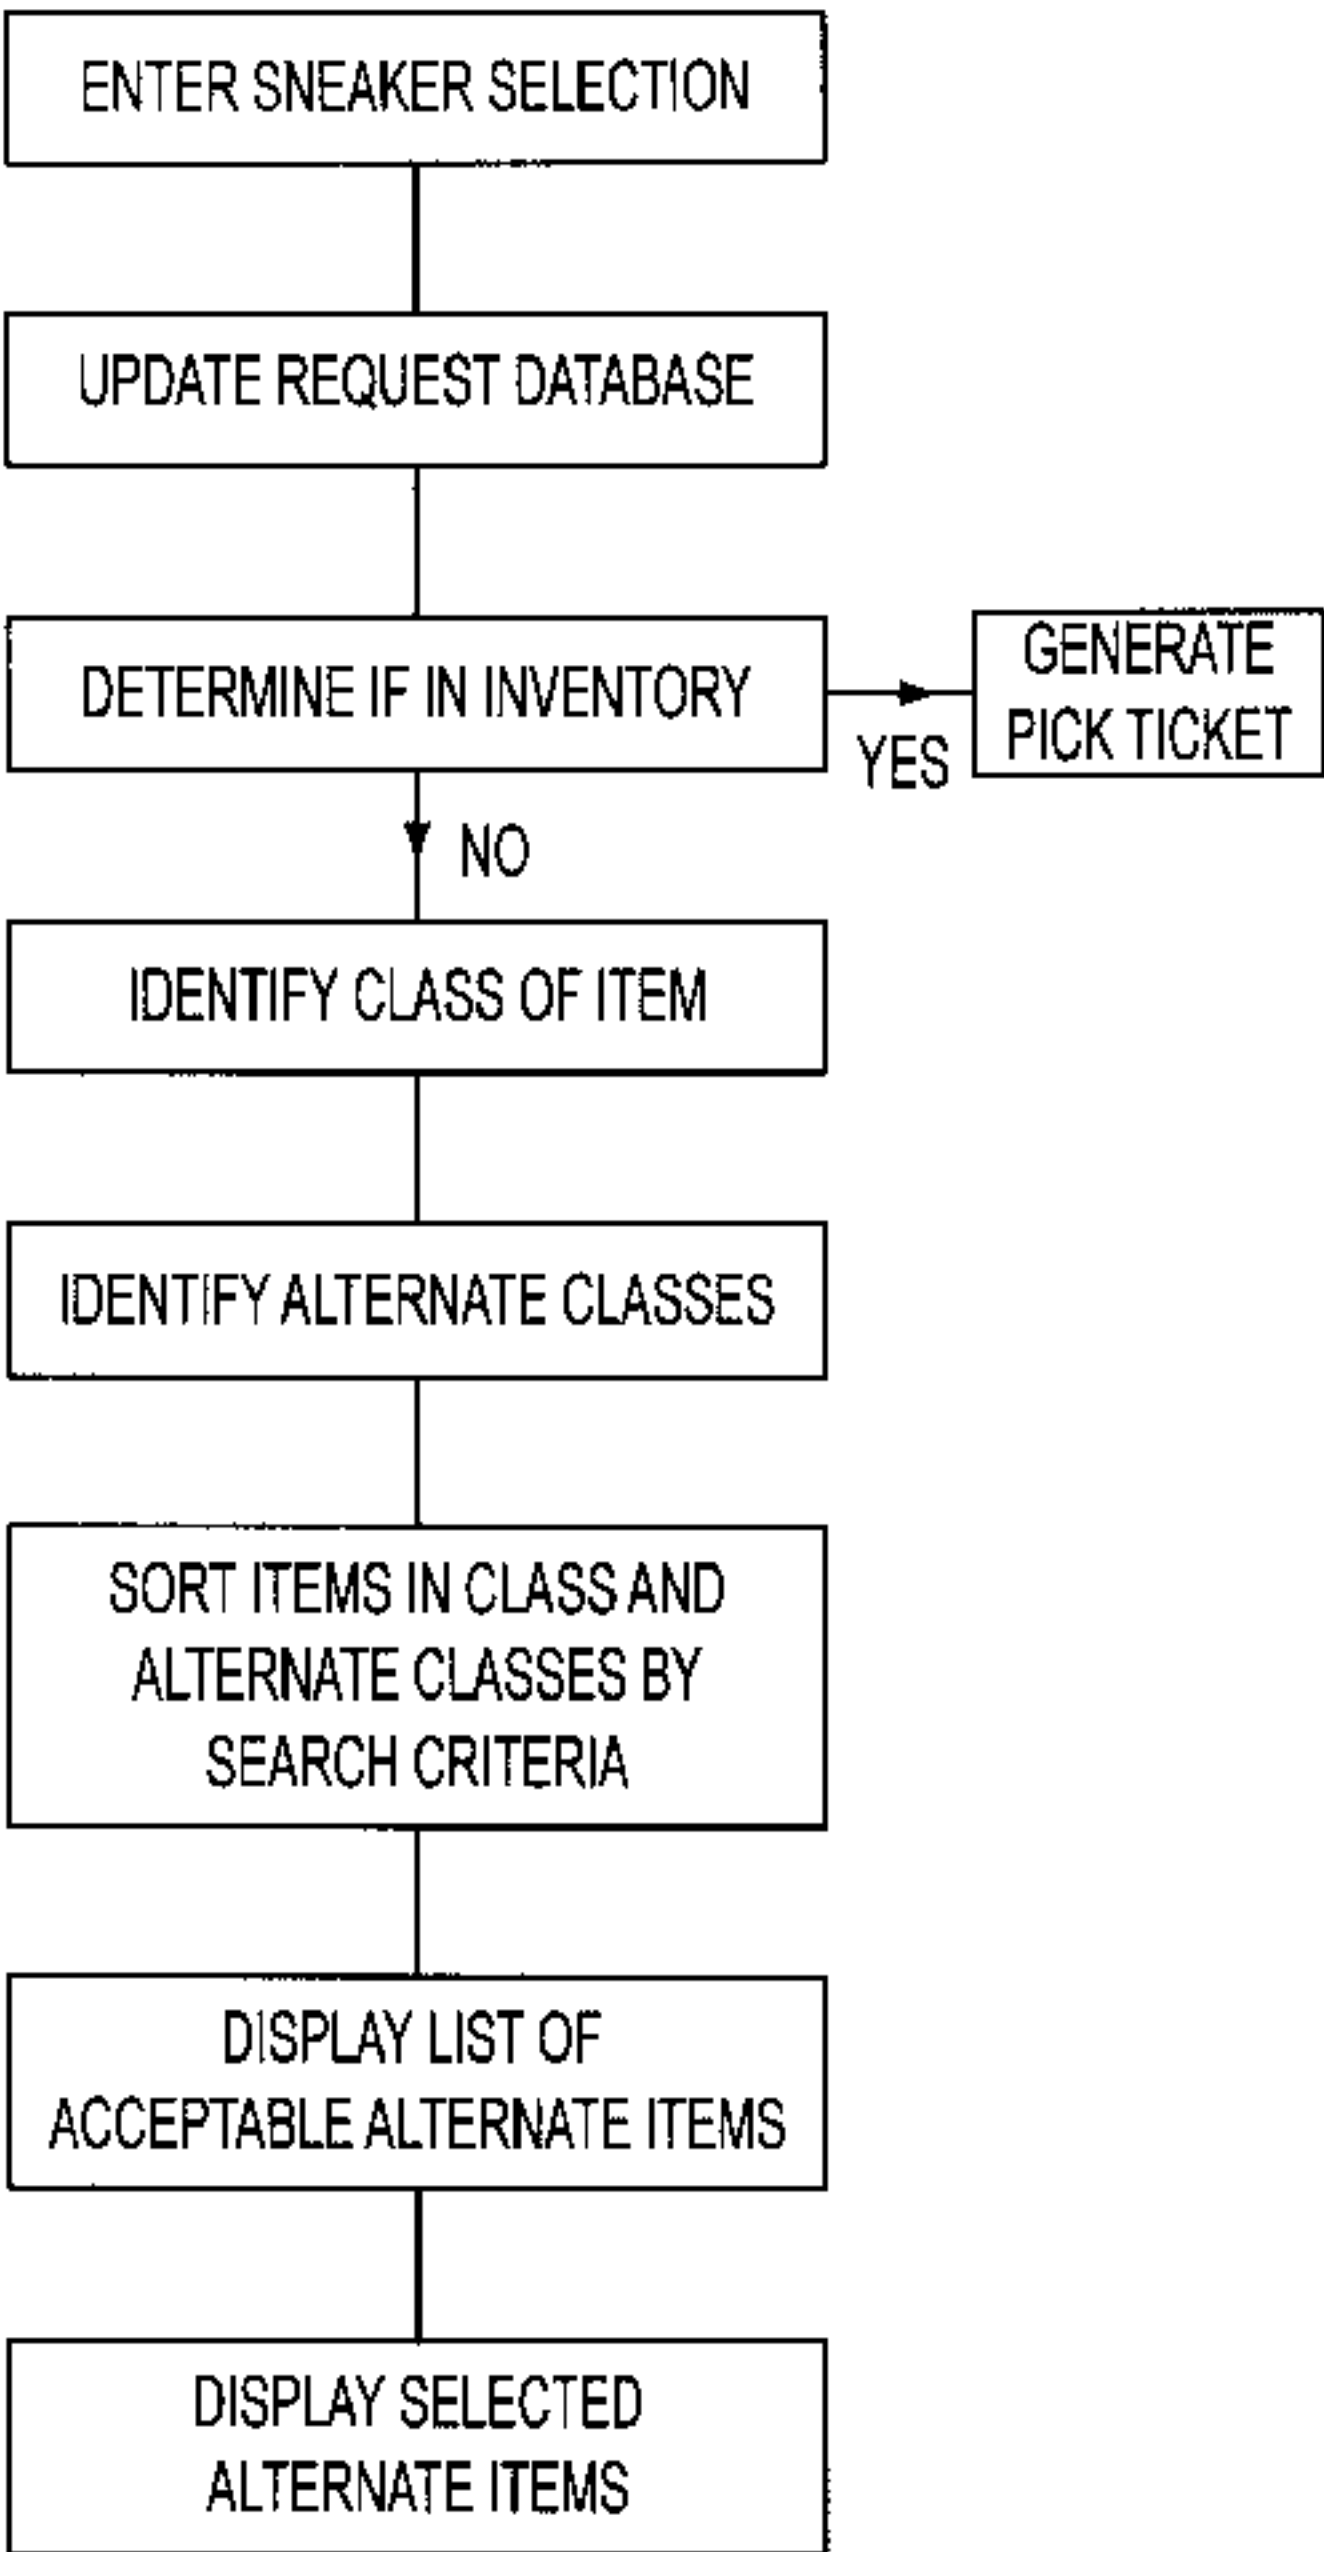 ENTER SNEAKER SELECTION
UPDATE REQUEST DATABASE
DETERMINE IF IN INVENTORY
GENERATE
PICK TICKET
YES
NO
IDENTIFY CLASS OF ITEM
IDENTIFY ALTERNATE CLASSES
SORT ITEMS IN CLASS AND
ALTERNATE CLASSES BY
SEARCH CRITERIA
DISPLAY LIST OF
ACCEPTABLE ALTERNATE ITEMS
DISPLAY SELECTED
ALTERNATE ITEMS